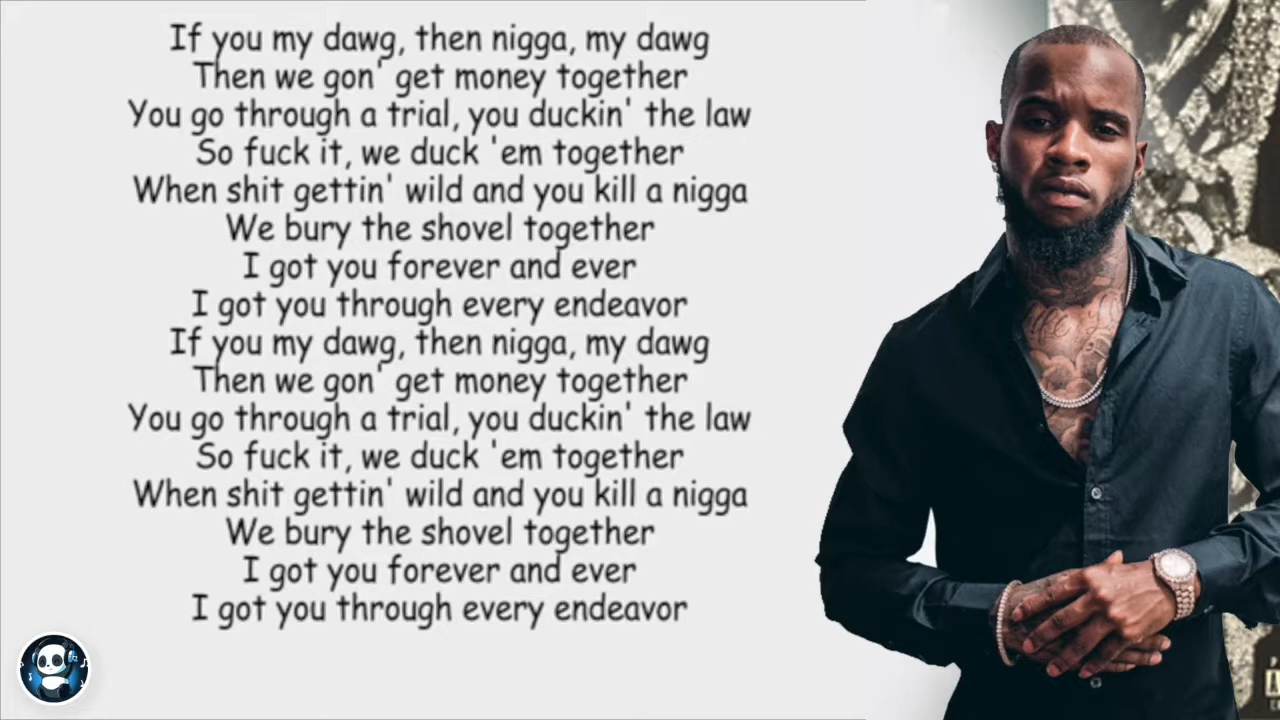 If you my dawg, then nigga, my dawg
Then we gon' get money together
You go through a trial, you duckin' the law
So fuck it, we duck 'em together
When shit gettin' wild and you kill a nigga
We bury the shovel together
I got you forever and ever
I got you through every endeavor
If you my dawg, then nigga, my dawg
Then we gon' get money together
You go through a trial, you duckin' the law
So fuck it, we duck 'em together
When shit gettin' wild and you kill a nigga
We bury the shovel together
I got you forever and ever
I got you through every endeavor